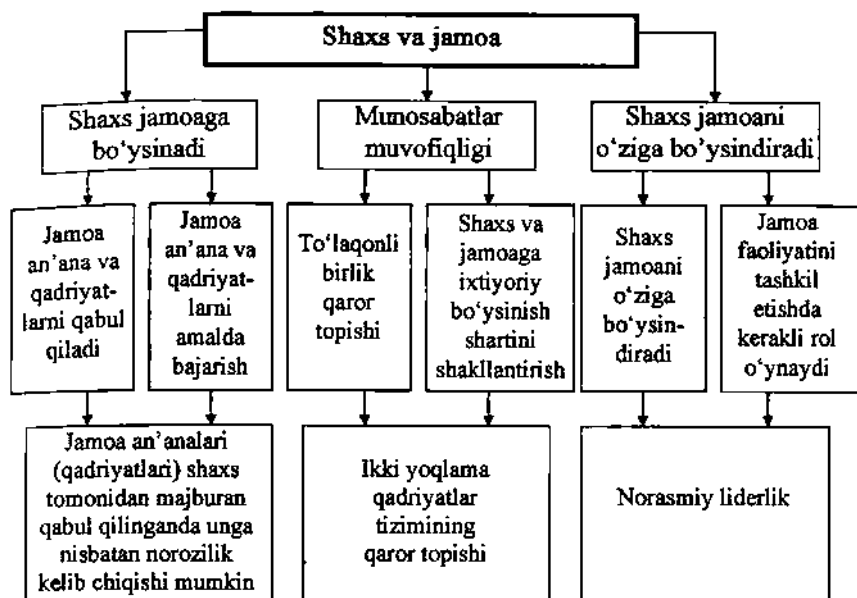 Shaxs va jamoa
Shaxs jamoaga
bo‘ysinadi
Munosabatlar
muvofiqligi
Shaxs jamoani
o‘ziga bo‘ysindiradi
Jamoa
an’ana va
qadriyat-
larni qabul
qiladi
Jamoa
an’ana va
qadriyat-
larni
amalda
bajarish
To‘laqonli
birlik
qaror
topishi
Shaxs va
jamoaga
ixtiyoriy
bo‘ysinish
shartini
shakllantirish
Shaxs
jamoani
o‘ziga
bo‘ysin-
diradi
Jamoa
faoliyatini
tashkil
etishda
kerakli rol
o‘ynaydi
Jamoa an’analari
(qadriyatlari) shaxs
tomonidan majburan
qabul qilinganda unga
nisbatan norozilik
kelib chiqishi mumkin
Ikki yoqlama
qadriyatlar
tizimining
qaror topishi
Norasmiy liderlik